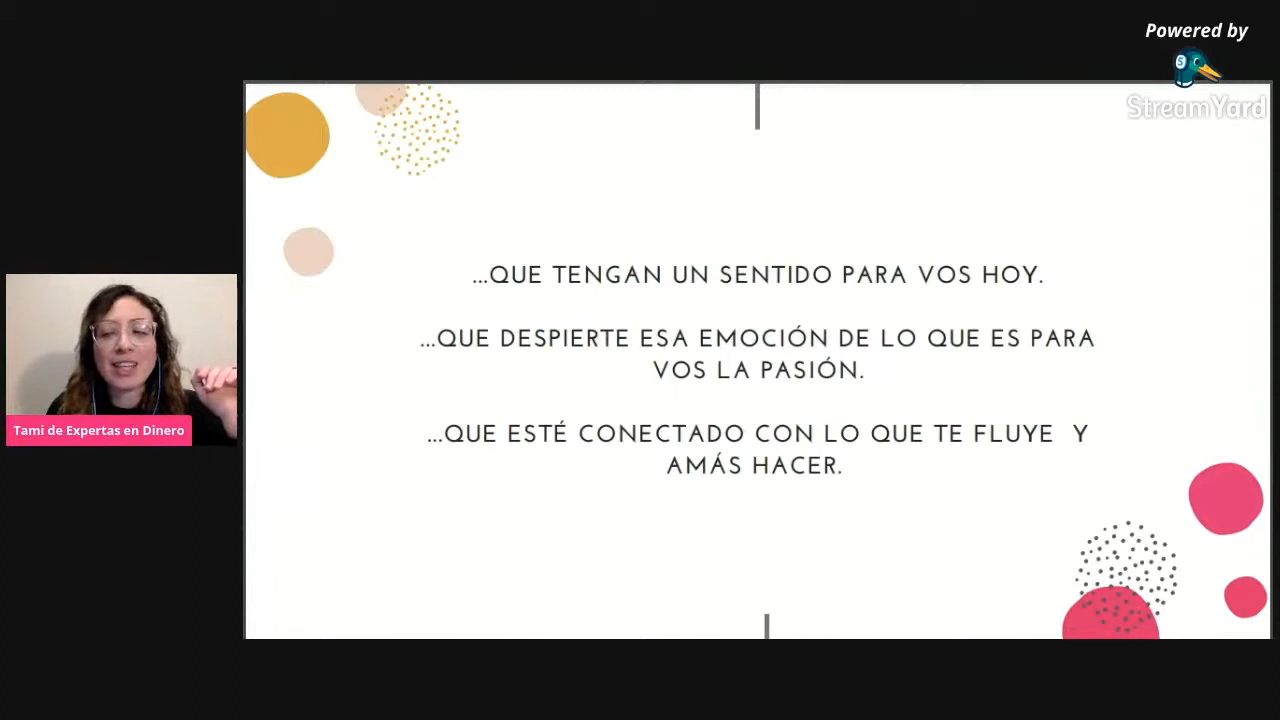 Powered by
StreamYard
...QUE TENGAN UN SENTIDO PARA VOS HOY.
...QUE DESPIERTE ESA EMOCIÓN DE LO QUE ES PARA
VOS LA PASIÓN.
...QUE ESTÉ CONECTADO CON LO QUE TE FLUYE Y
AMÁS HACER.
Tami de Expertas en Dinero